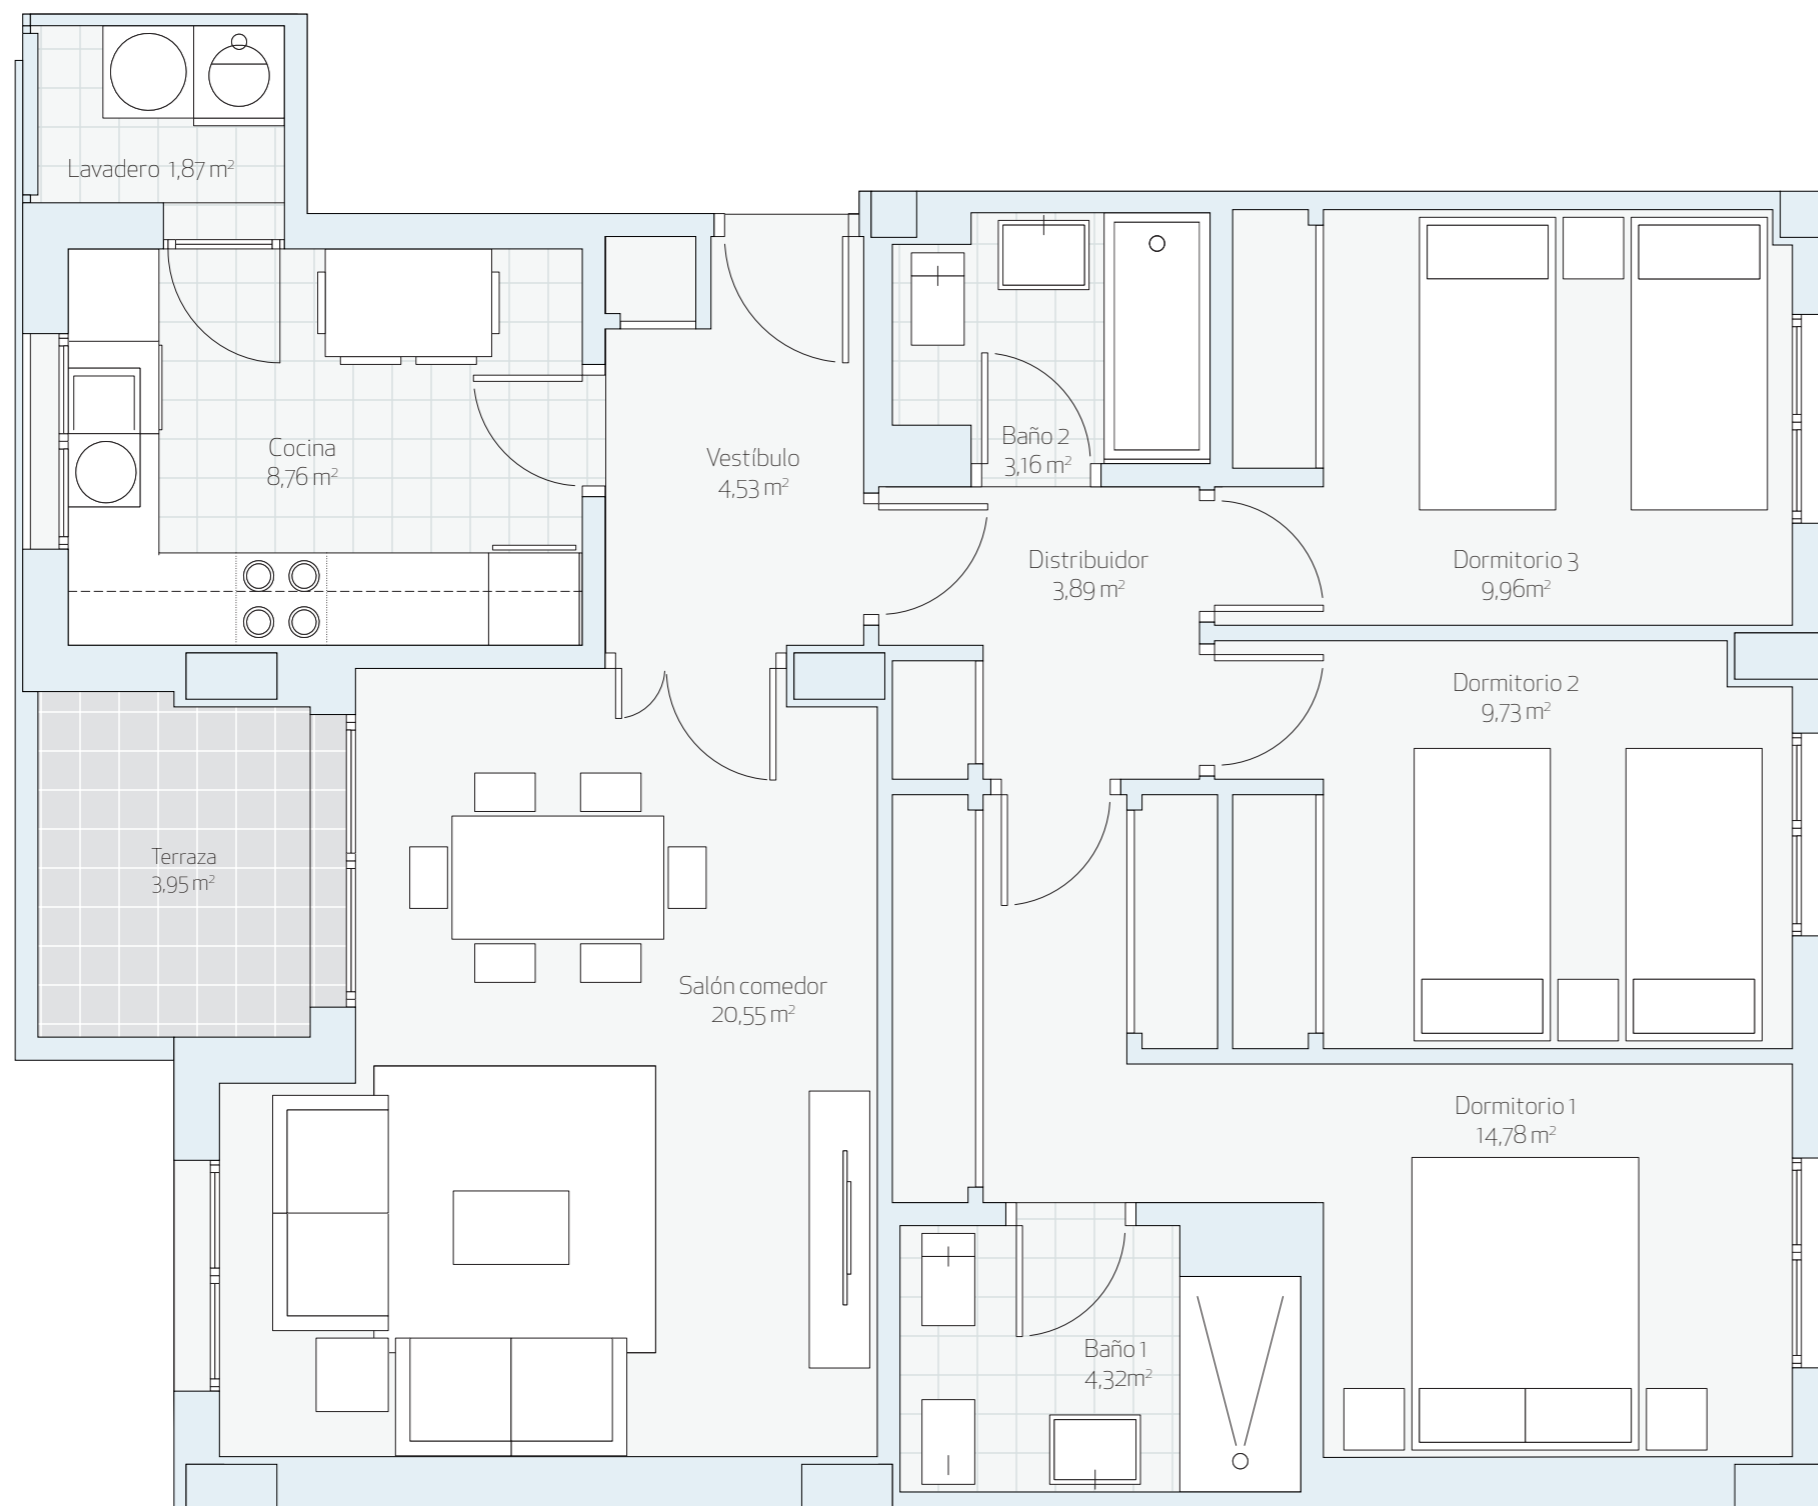 Lavadero 1,87 m²
Cocina
8,76 m²
Vestíbulo
4,53 m²
Baño 2
3,16 m²
Distribuidor
3,89 m²
Dormitorio 3
9,96m²
Dormitorio 2
9,73 m²
Terraza
3,95 m²
Salón comedor
20,55 m²
Dormitorio 1
14,78 m²
Baño 1
4,32m²